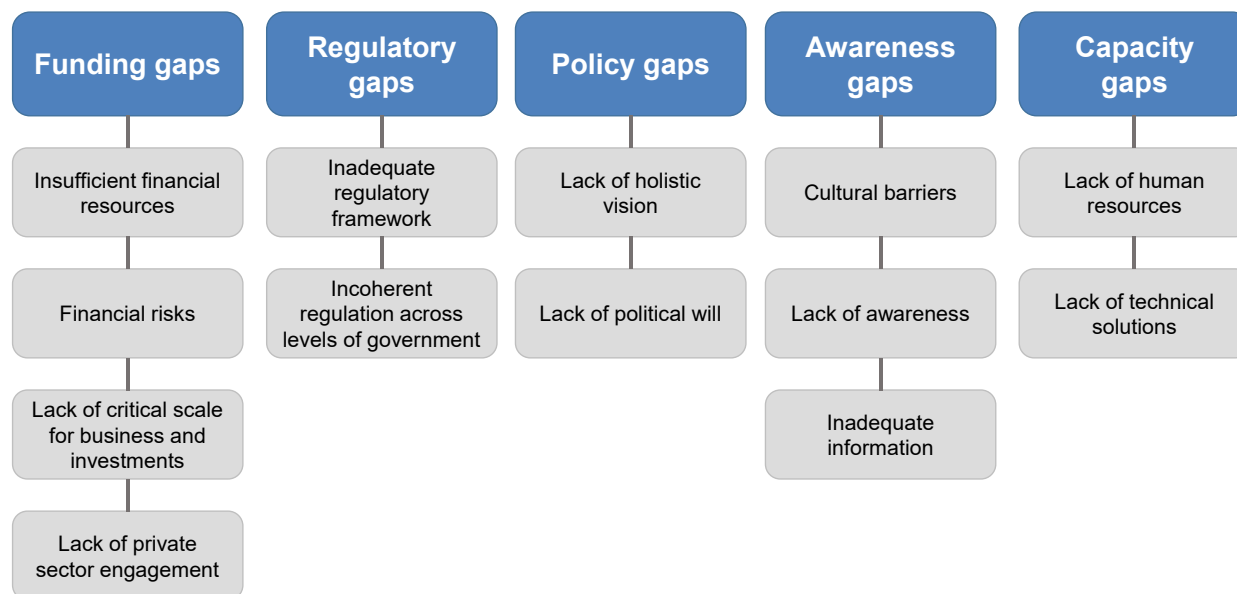 Funding gaps
Insufficient financial
resources
Financial risks
Lack of critical scale
for business and
investments
Lack of private
sector engagement
Regulatory
gaps
Inadequate
regulatory
framework
Incoherent
regulation across
levels of government
Policy gaps
Lack of holistic
vision
Lack of political will
Awareness
gaps
Cultural barriers
Lack of awareness
Inadequate
information
Capacity
gaps
Lack of human
resources
Lack of technical
solutions